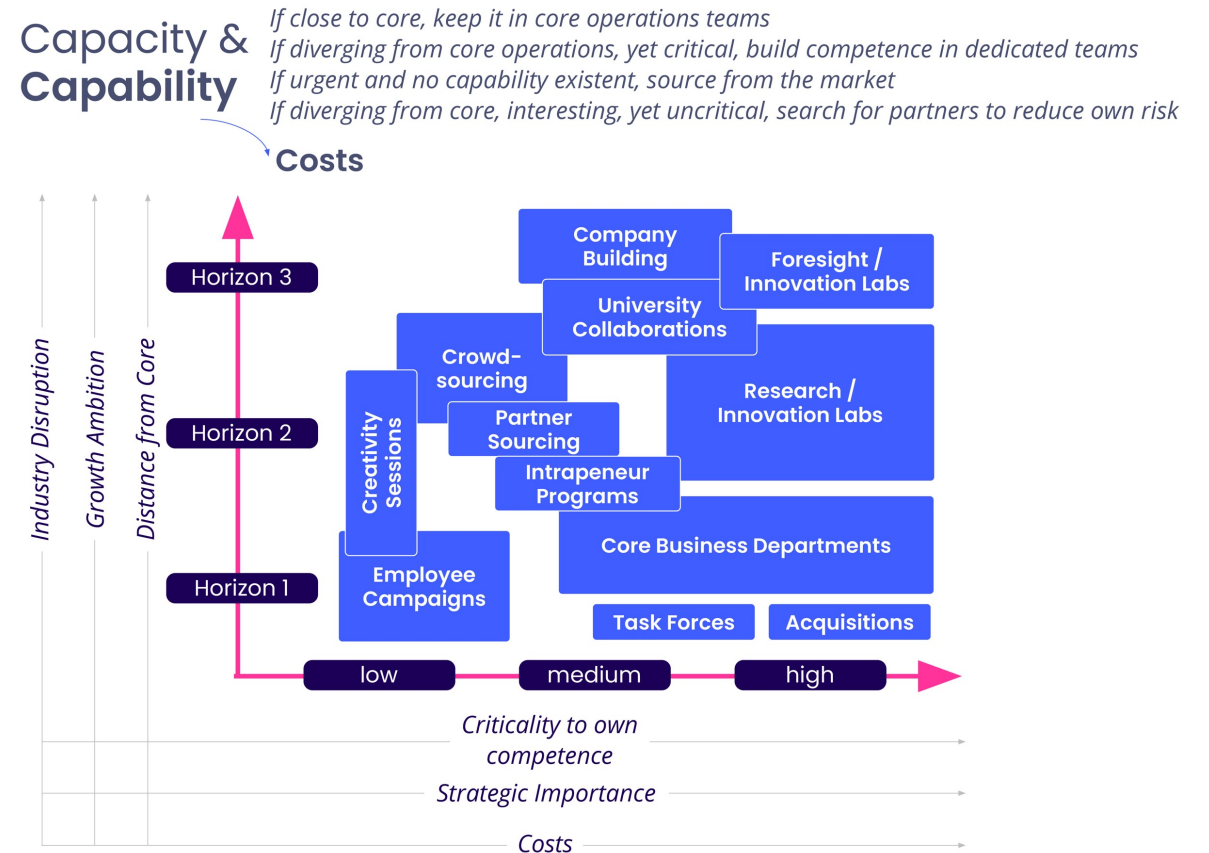 Capacity &
Capability
If close to core, keep it in core operations teams
If diverging from core operations, yet critical, build competence in dedicated teams
If urgent and no capability existent, source from the market
If diverging from core, interesting, yet uncritical, search for partners to reduce own risk
Costs
Industry Disruption
Growth Ambition
Distance from Core
Horizon 3
Horizon 2
Horizon 1
Company
Building
Foresight /
Innovation Labs
University
Collaborations
Crowd-
sourcing
Research /
Innovation Labs
Creativity
Sessions
Partner
Sourcing
Intrapeneur
Programs
Core Business Departments
Employee
Campaigns
Task Forces
Acquisitions
low
medium
high
Criticality to own
competence
Strategic Importance
Costs